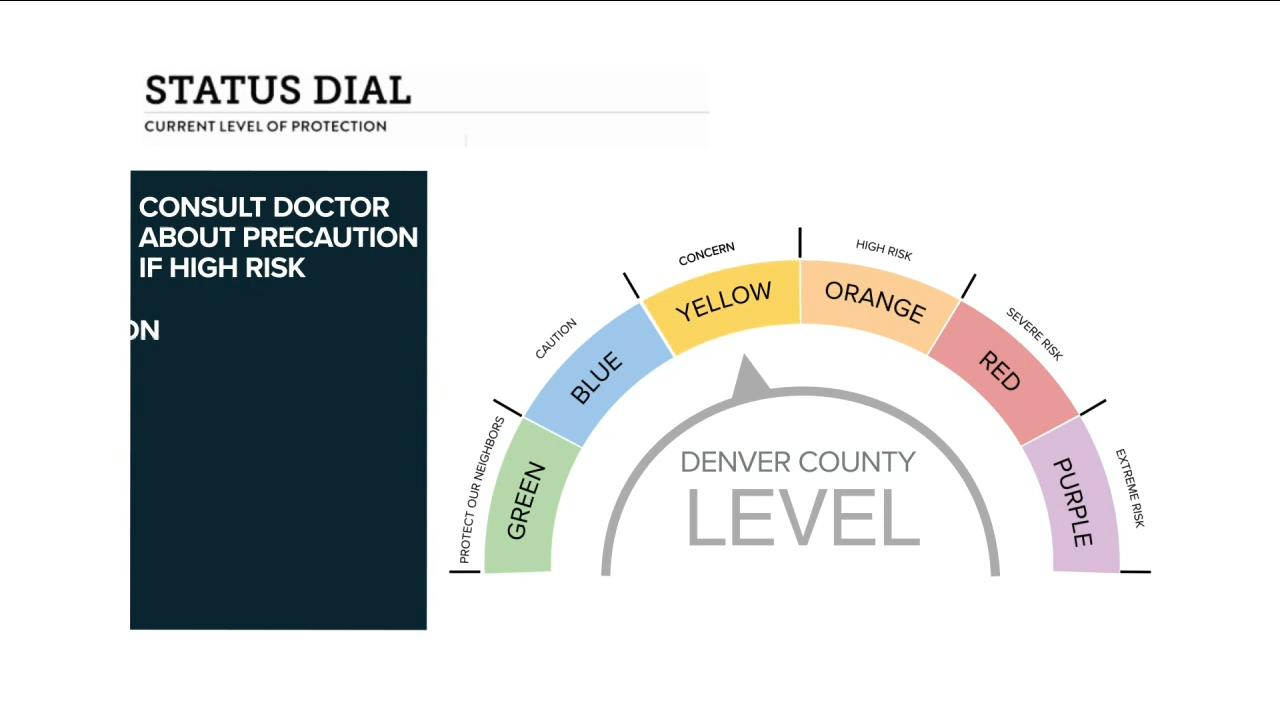 STATUS DIAL
CURRENT LEVEL OF PROTECTION
CONSULT DOCTOR
ABOUT PRECAUTION
IF HIGH RISK
ON
PROTECT OUR NEIGHBORS
GREEN
CAUTION
BLUE
CONCERN
YELLOW
HIGH RISK
ORANGE
SEVERE RISK
RED
EXTREME RISK
PURPLE
DENVER COUNTY
LEVEL